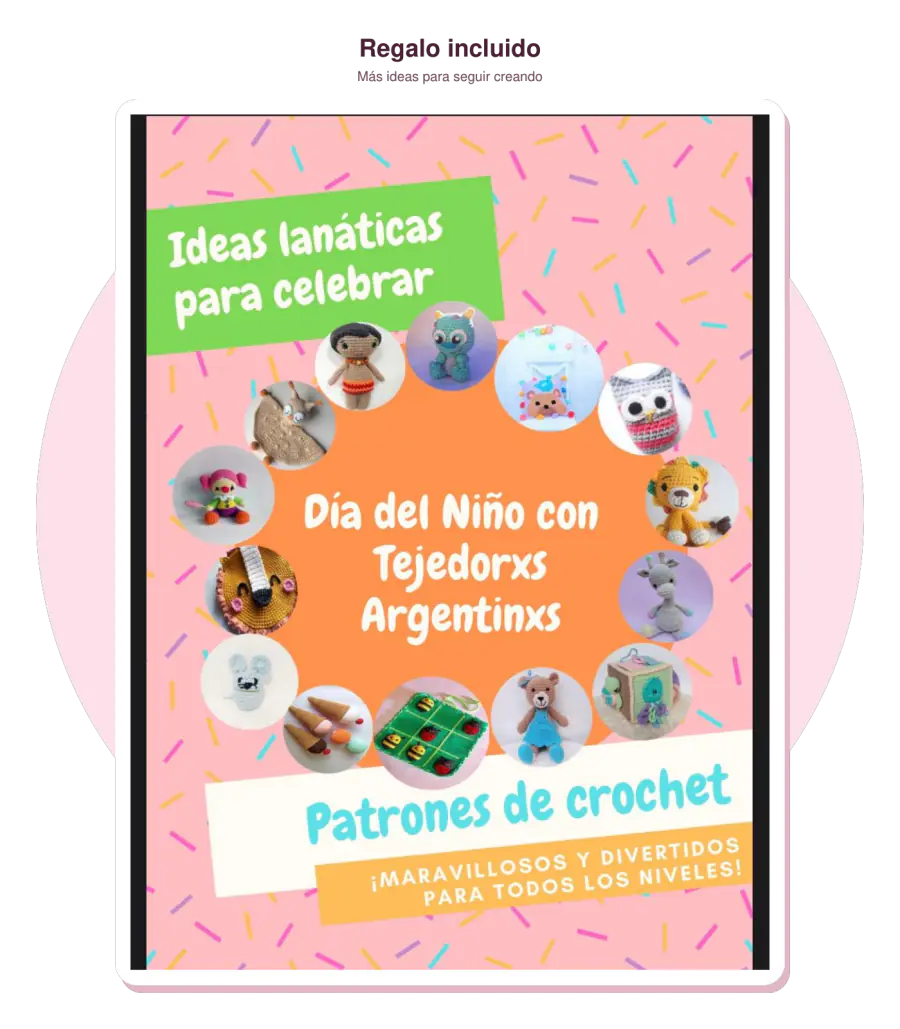 Regalo incluido
Más ideas para seguir creando
Ideas lanáticas
para celebrar
Día del Niño con
Tejedorxs
Argentinxs
Patrones de crochet
¡MARAVILLOSOS Y DIVERTIDOS
PARA TODOS LOS NIVELES!